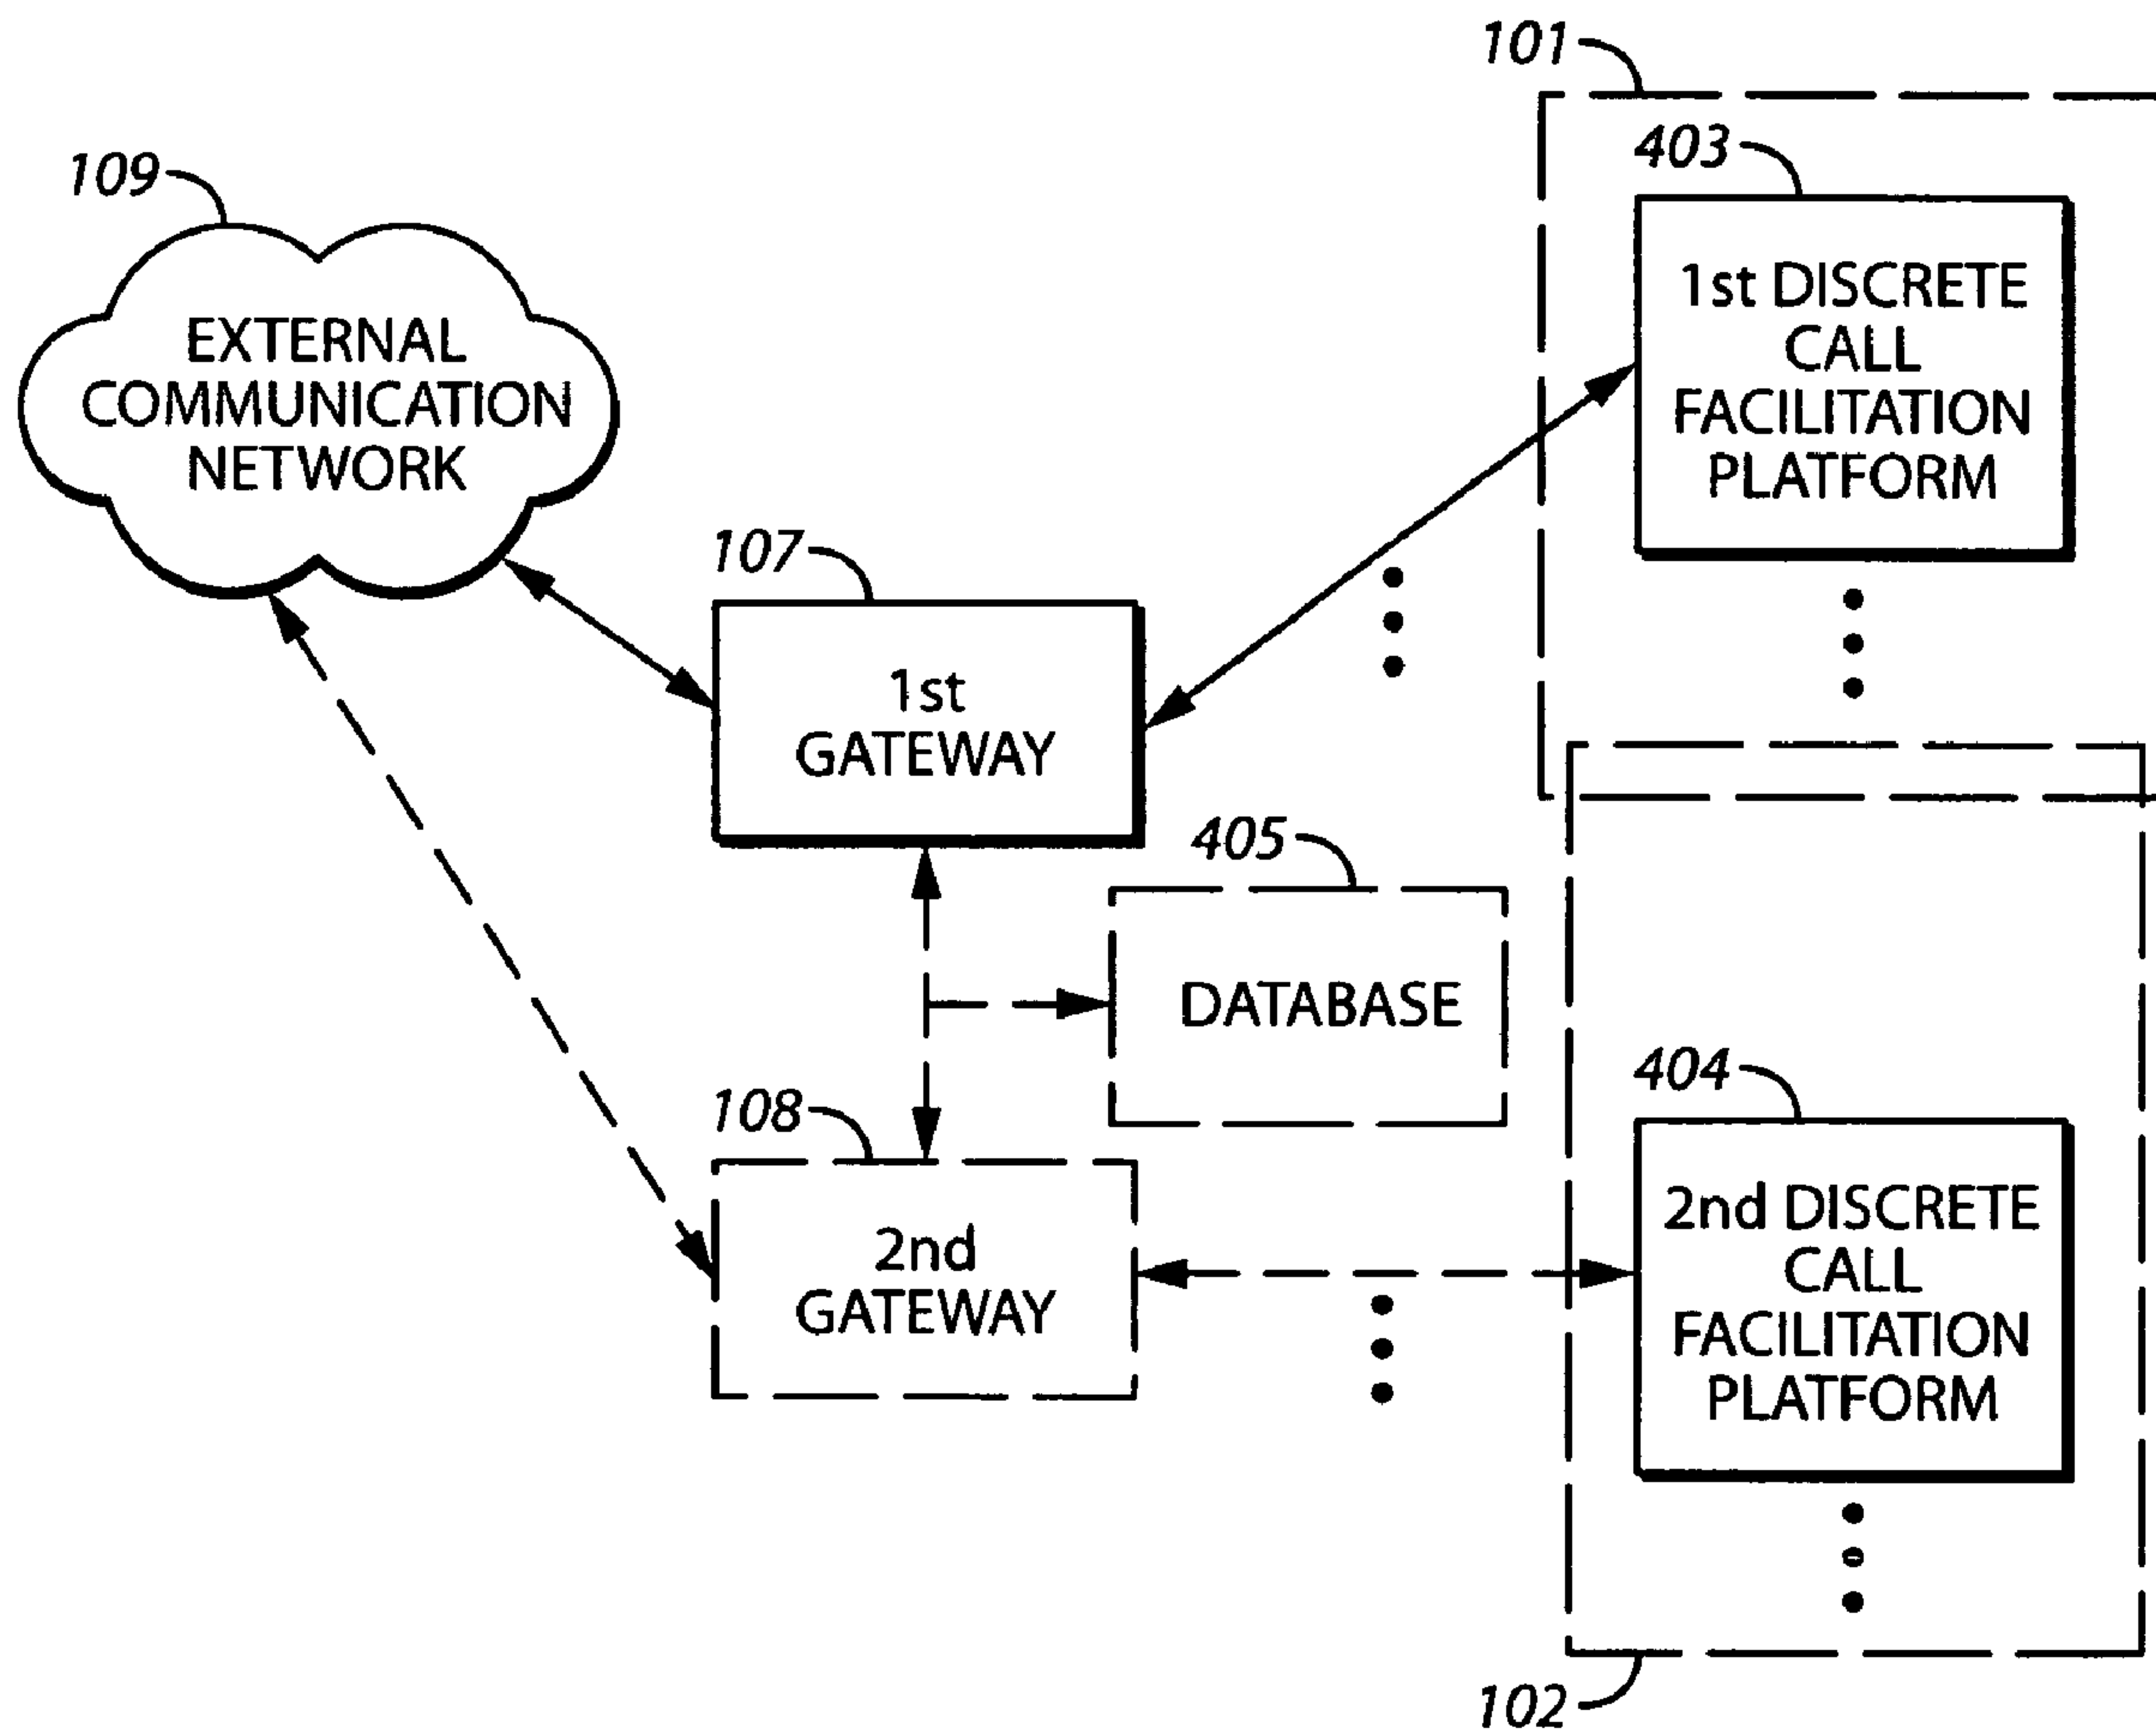 101
403
109
1st DISCRETE
CALL
FACILITATION
PLATFORM
EXTERNAL
COMMUNICATION
NETWORK
107
1st
GATEWAY
405
DATABASE
404
108
2nd DISCRETE
CALL
FACILITATION
PLATFORM
2nd
GATEWAY
102